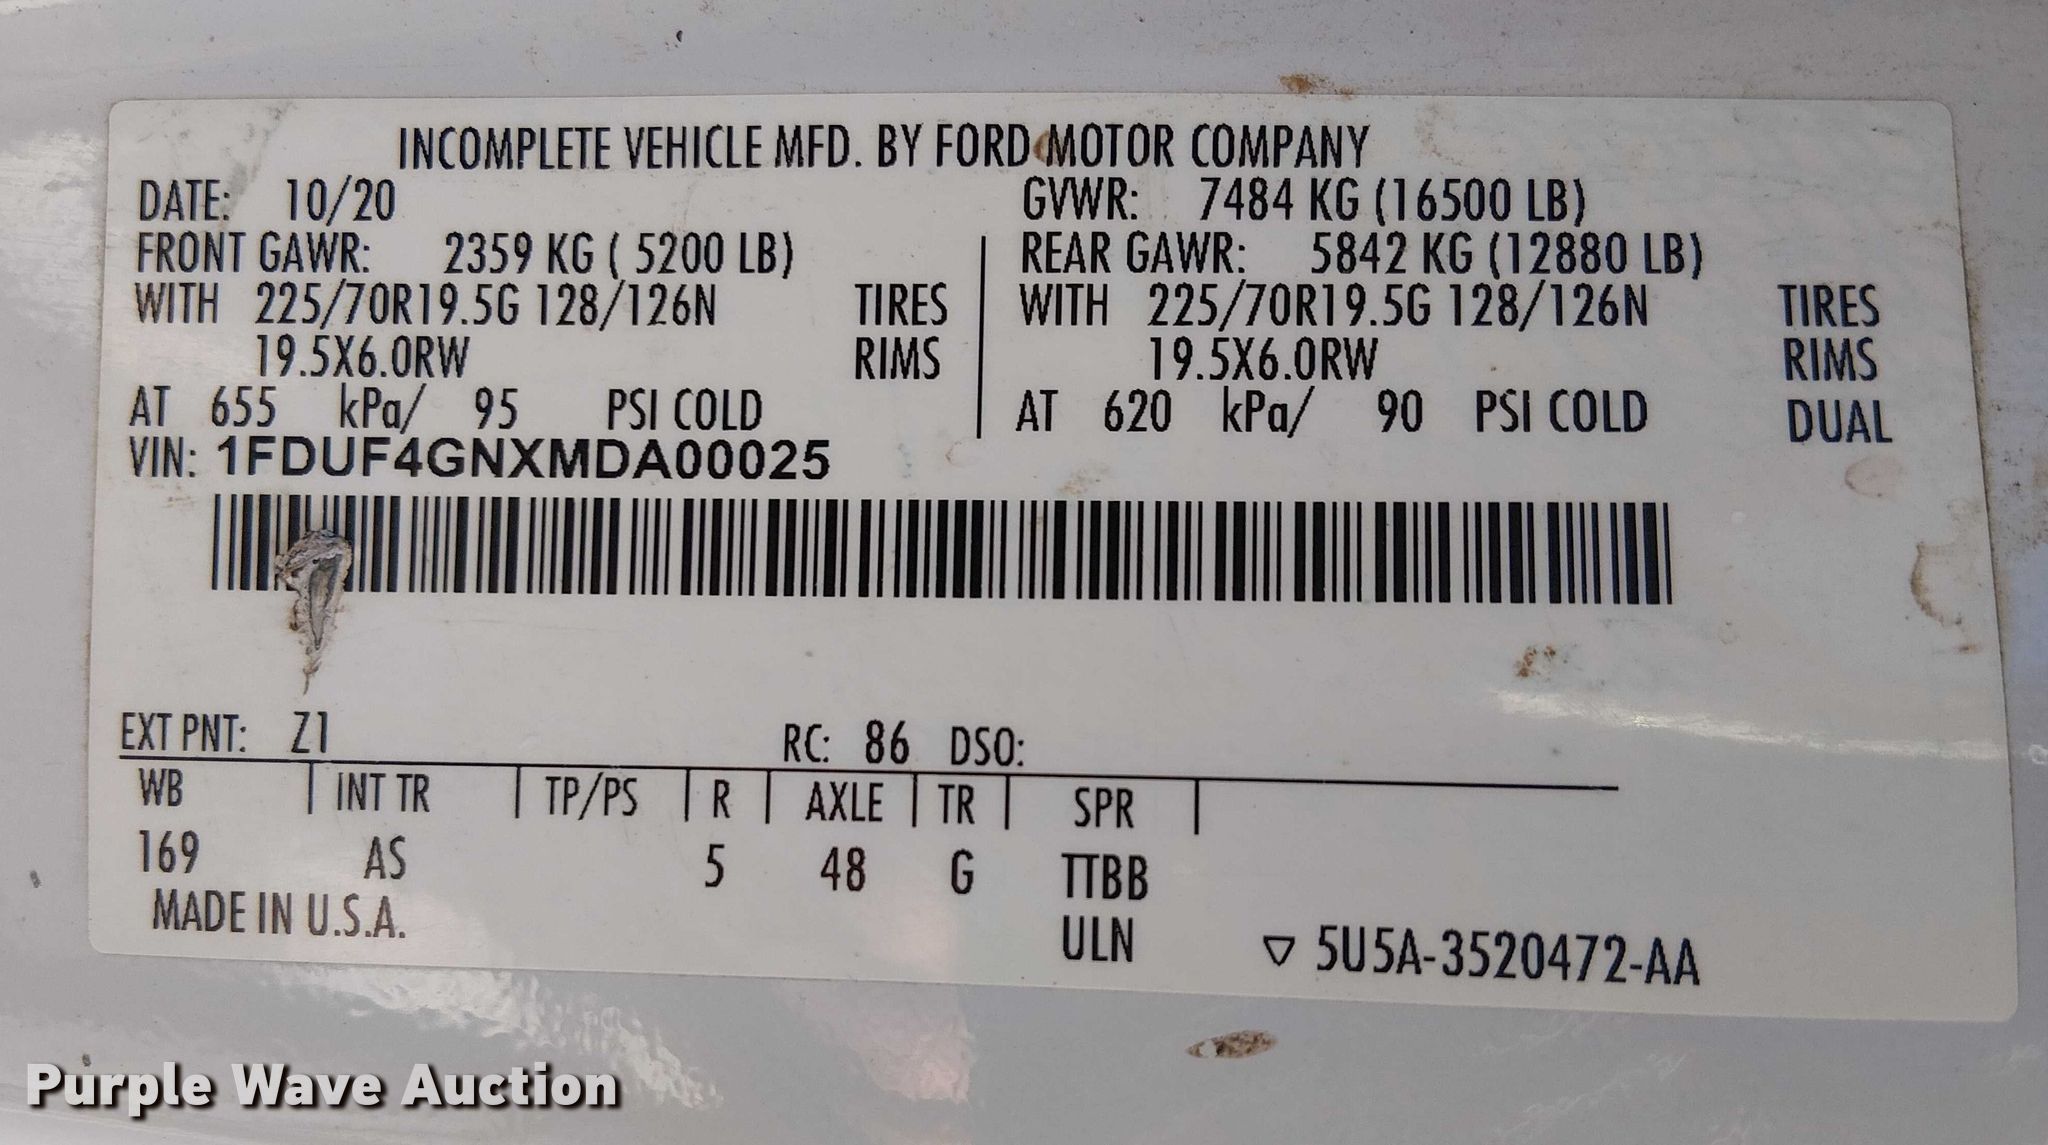 INCOMPLETE VEHICLE MFD. BY FORD MOTOR COMPANY
DATE: 10/20 GVWR: 7484 KG (16500 LB)
FRONT GAWR: 2359 KG ( 5200 LB) REAR GAWR: 5842 KG (12880 LB)
WITH 225/70R19.5G 128/126N TIRES WITH 225/70R19.5G 128/126N TIRES
19.5X6.0RW RIMS 19.5X6.0RW RIMS
AT 655 kPa/ 95 PSI COLD AT 620 kPa/ 90 PSI COLD DUAL
VIN: 1FDUF4GNXMDA00025
EXT PNT: Z1 RC: 86 DSO:
WB INT TR TP/PS R AXLE TR SPR
169 AS 5 48 G TTBB
MADE IN U.S.A. ULN ▽ 5U5A-3520472-AA
Purple Wave Auction